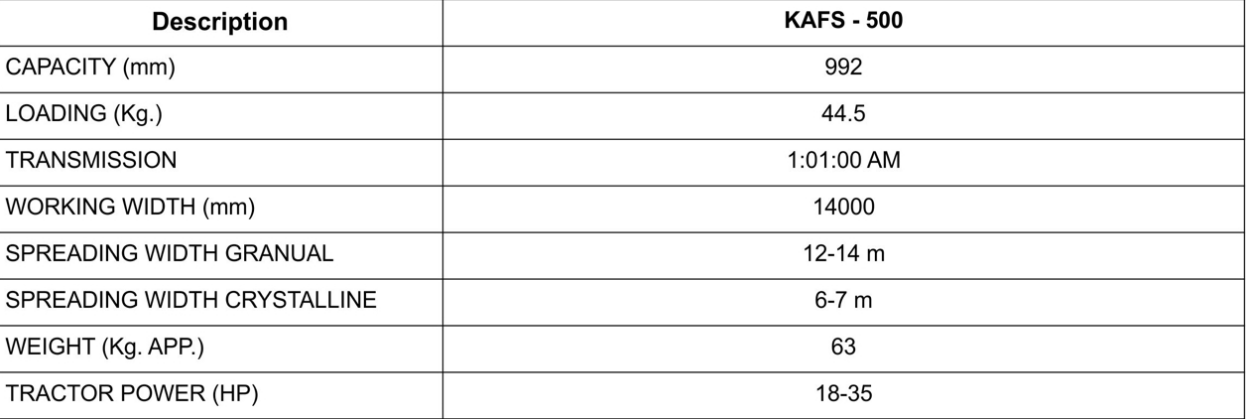 Description KAFS - 500
CAPACITY (mm) 992
LOADING (Kg.) 44.5
TRANSMISSION 1:01:00 AM
WORKING WIDTH (mm) 14000
SPREADING WIDTH GRANUAL 12-14 m
SPREADING WIDTH CRYSTALLINE 6-7 m
WEIGHT (Kg. APP.) 63
TRACTOR POWER (HP) 18-35